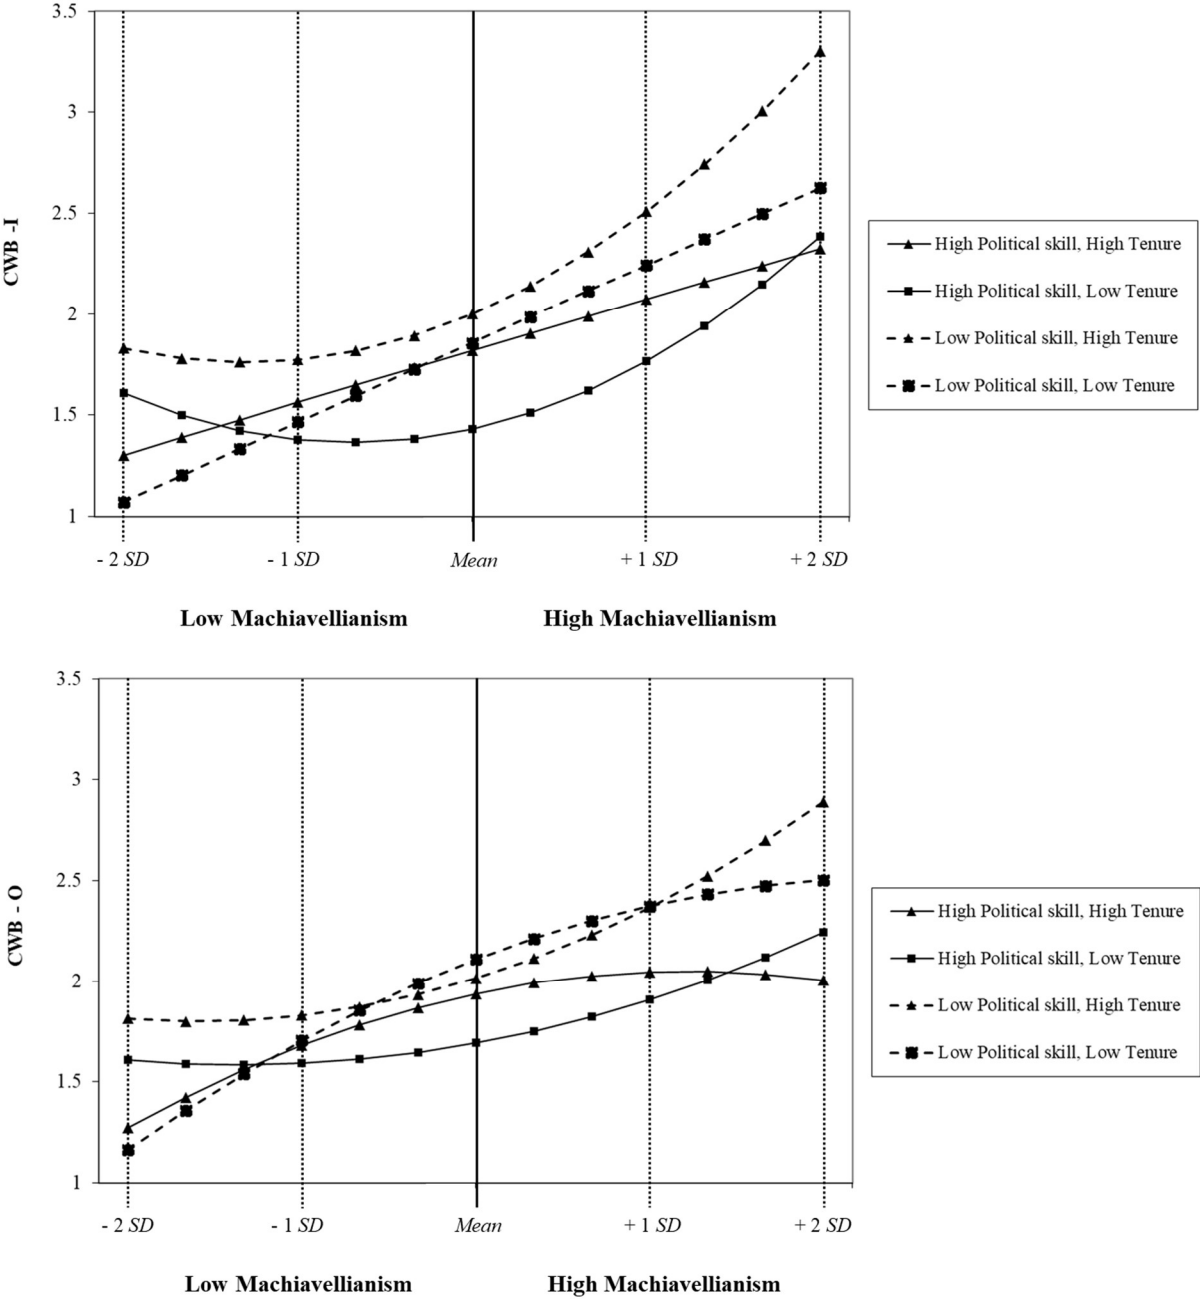 3.5
3
2.5
2
1.5
1
CWB -I
- 2 SD
- 1 SD
Mean
+ 1 SD
+ 2 SD
Low Machiavellianism
High Machiavellianism
High Political skill, High Tenure
High Political skill, Low Tenure
Low Political skill, High Tenure
Low Political skill, Low Tenure
3.5
3
2.5
2
1.5
1
CWB - O
- 2 SD
- 1 SD
Mean
+ 1 SD
+ 2 SD
Low Machiavellianism
High Machiavellianism
High Political skill, High Tenure
High Political skill, Low Tenure
Low Political skill, High Tenure
Low Political skill, Low Tenure